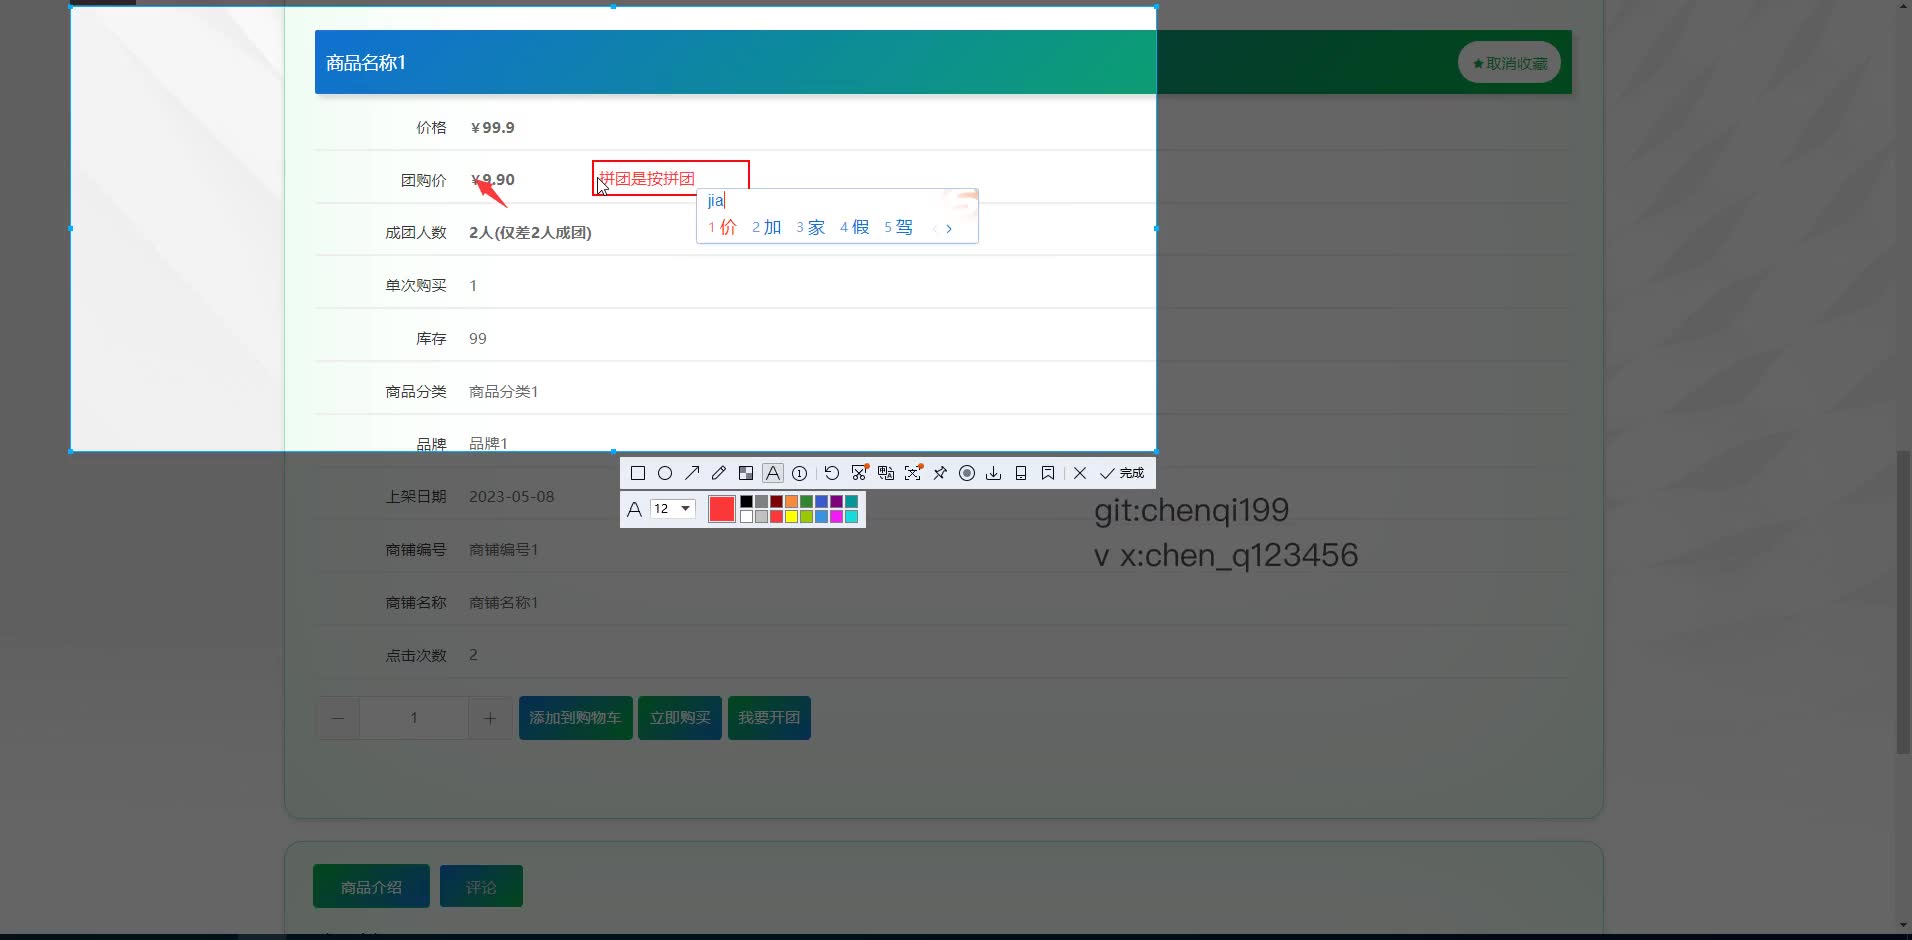 商品名称1
★取消收藏
价格 ￥99.9
团购价 ￥9.90 拼团是按拼团
jia
1价 2加 3家 4假 5驾
成团人数 2人(仅差2人成团)
单次购买 1
库存 99
商品分类 商品分类1
品牌 品牌1
完成
上架日期 2023-05-08
A 12
git:chenqi199
商铺编号 商铺编号1
v x:chen_q123456
商铺名称 商铺名称1
点击次数 2
1 添加到购物车 立即购买 我要开团
商品介绍 评论